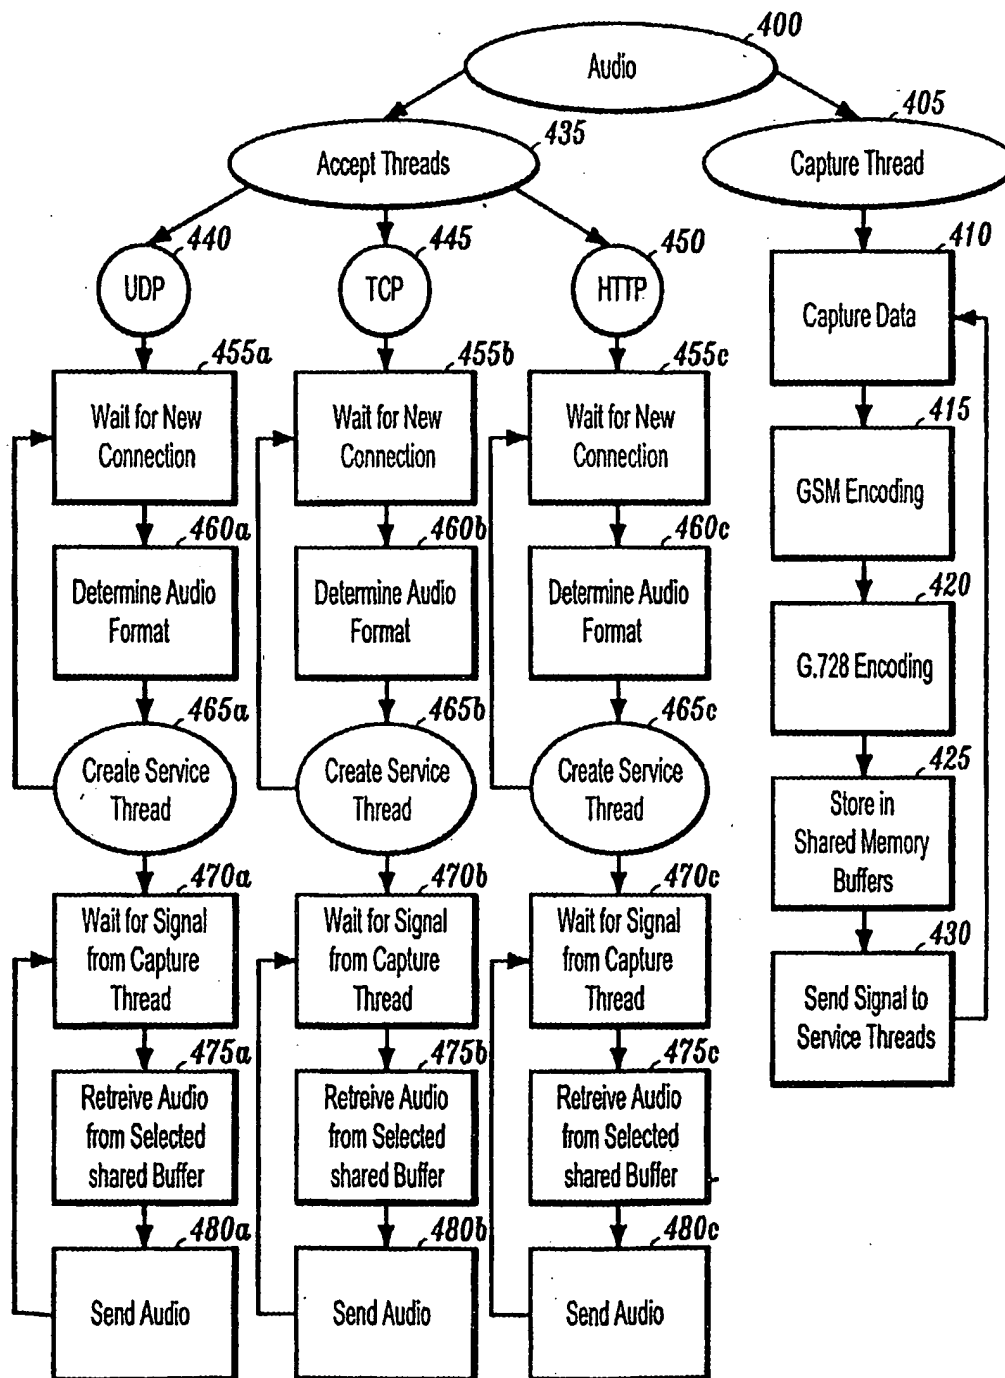 400
Audio
435
Accept Threads
405
Capture Thread
440
UDP
445
TCP
450
HTTP
410
Capture Data
455a
Wait for New
Connection
455b
Wait for New
Connection
455c
Wait for New
Connection
415
GSM Encoding
460a
Determine Audio
Format
460b
Determine Audio
Format
460c
Determine Audio
Format
420
G.728 Encoding
465a
Create Service
Thread
465b
Create Service
Thread
465c
Create Service
Thread
425
Store in
Shared Memory
Buffers
470a
Wait for Signal
from Capture
Thread
470b
Wait for Signal
from Capture
Thread
470c
Wait for Signal
from Capture
Thread
430
Send Signal to
Service Threads
475a
Retreive Audio
from Selected
shared Buffer
475b
Retreive Audio
from Selected
shared Buffer
475c
Retreive Audio
from Selected
shared Buffer
480a
Send Audio
480b
Send Audio
480c
Send Audio